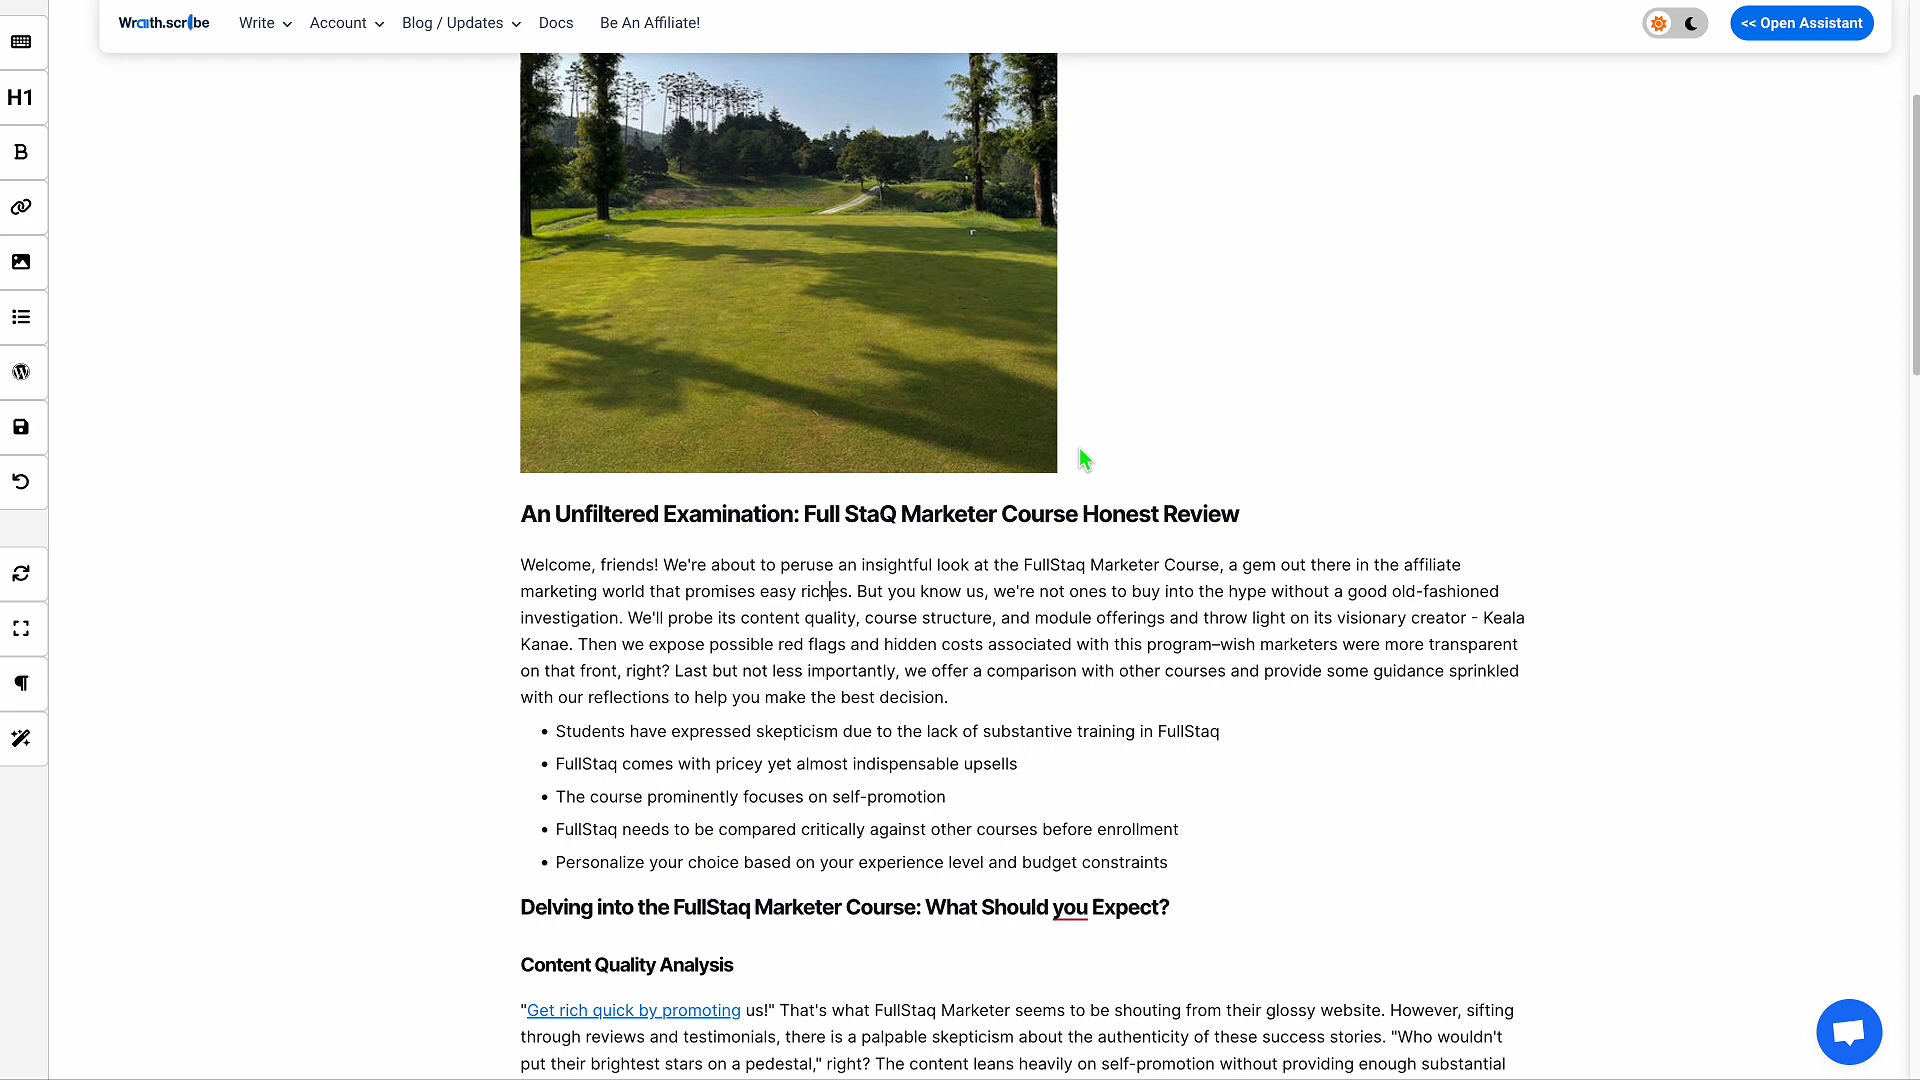 Wraith.scribe
Write
Account
Blog / Updates
Docs
Be An Affiliate!
<< Open Assistant
H1
B
An Unfiltered Examination: Full StaQ Marketer Course Honest Review
Welcome, friends! We're about to peruse an insightful look at the FullStaq Marketer Course, a gem out there in the affiliate
marketing world that promises easy riches. But you know us, we're not ones to buy into the hype without a good old-fashioned
investigation. We'll probe its content quality, course structure, and module offerings and throw light on its visionary creator - Keala
Kanae. Then we expose possible red flags and hidden costs associated with this program–wish marketers were more transparent
on that front, right? Last but not less importantly, we offer a comparison with other courses and provide some guidance sprinkled
with our reflections to help you make the best decision.
• Students have expressed skepticism due to the lack of substantive training in FullStaq
• FullStaq comes with pricey yet almost indispensable upsells
• The course prominently focuses on self-promotion
• FullStaq needs to be compared critically against other courses before enrollment
• Personalize your choice based on your experience level and budget constraints
Delving into the FullStaq Marketer Course: What Should you Expect?
Content Quality Analysis
"Get rich quick by promoting us!" That's what FullStaq Marketer seems to be shouting from their glossy website. However, sifting
through reviews and testimonials, there is a palpable skepticism about the authenticity of these success stories. "Who wouldn't
put their brightest stars on a pedestal," right? The content leans heavily on self-promotion without providing enough substantial